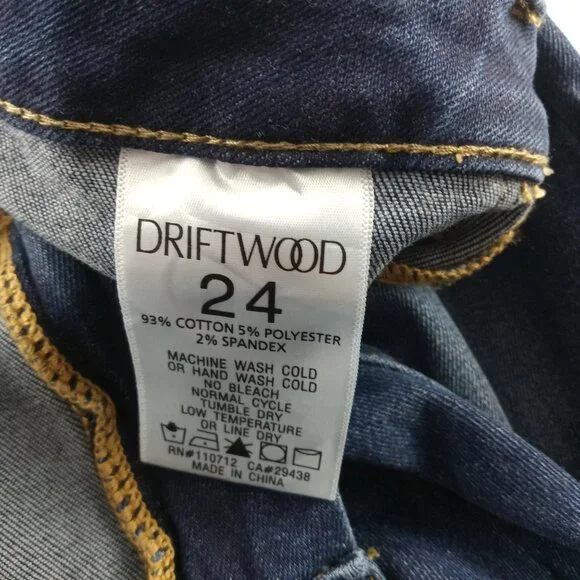 DRIFTWOOD
24
93% COTTON 5% POLYESTER
2% SPANDEX
MACHINE WASH COLD
OR HAND WASH COLD
NO BLEACH
NORMAL CYCLE
TUMBLE DRY
LOW TEMPERATURE
OR LINE DRY
RN#110712 CA#29438
MADE IN CHINA